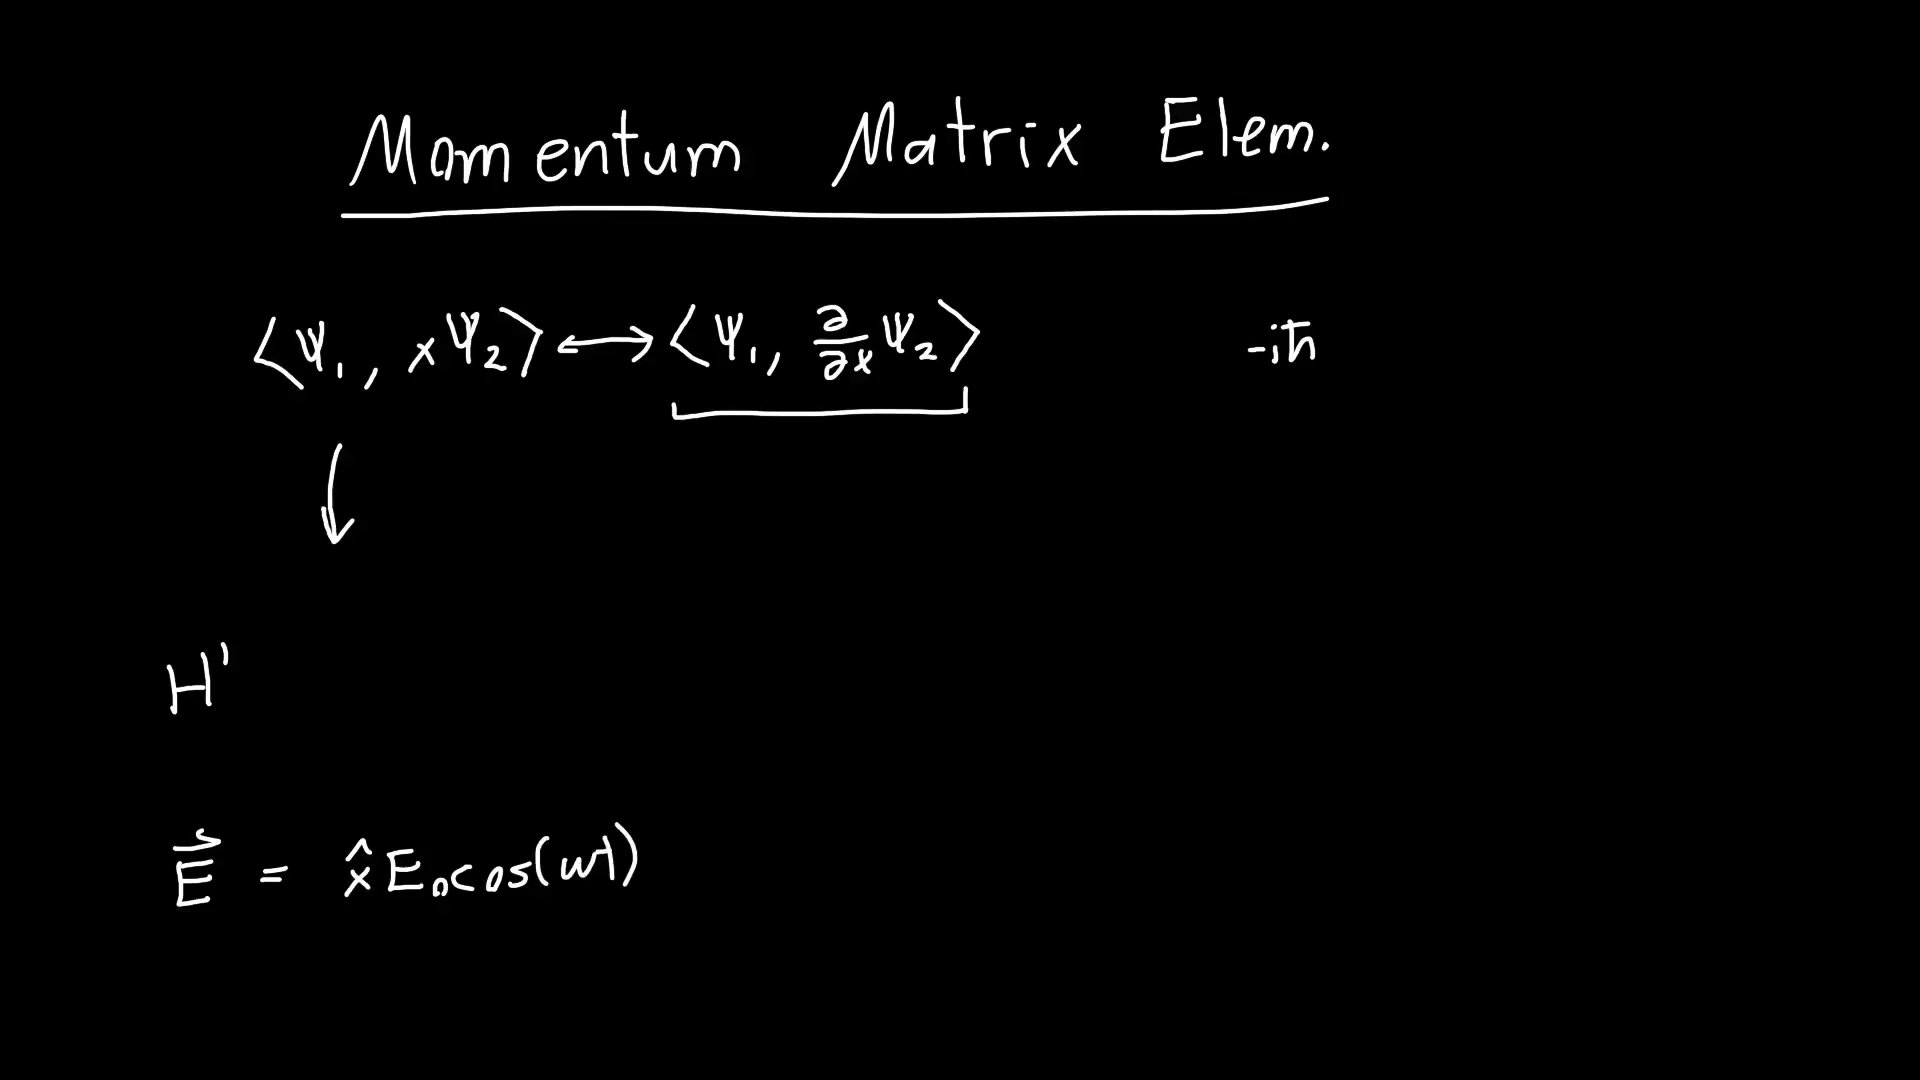 Momentum Matrix Elem.
⟨Ψ₁, xΨ₂⟩ ↔ ⟨Ψ₁, ∂/∂x Ψ₂⟩ -iħ
H'
E⃗ = x̂ E₀cos(ωt)